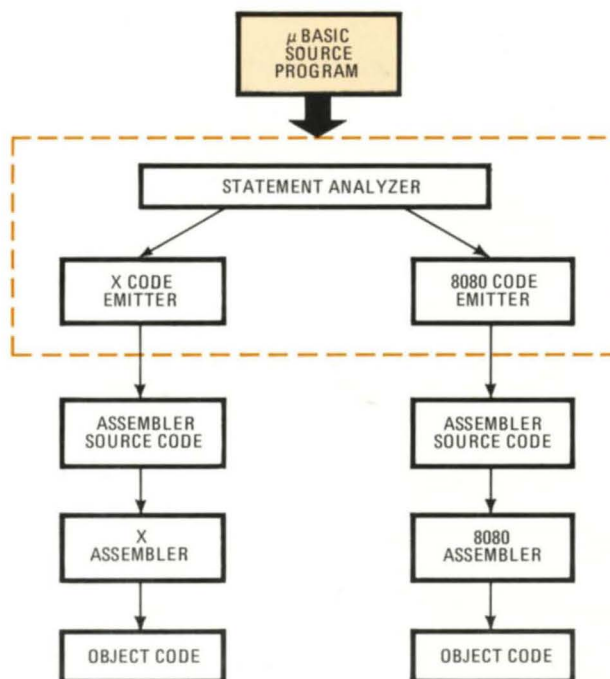 μ BASIC
SOURCE
PROGRAM
STATEMENT ANALYZER
X CODE
EMITTER
8080 CODE
EMITTER
ASSEMBLER
SOURCE CODE
ASSEMBLER
SOURCE CODE
X
ASSEMBLER
8080
ASSEMBLER
OBJECT CODE
OBJECT CODE